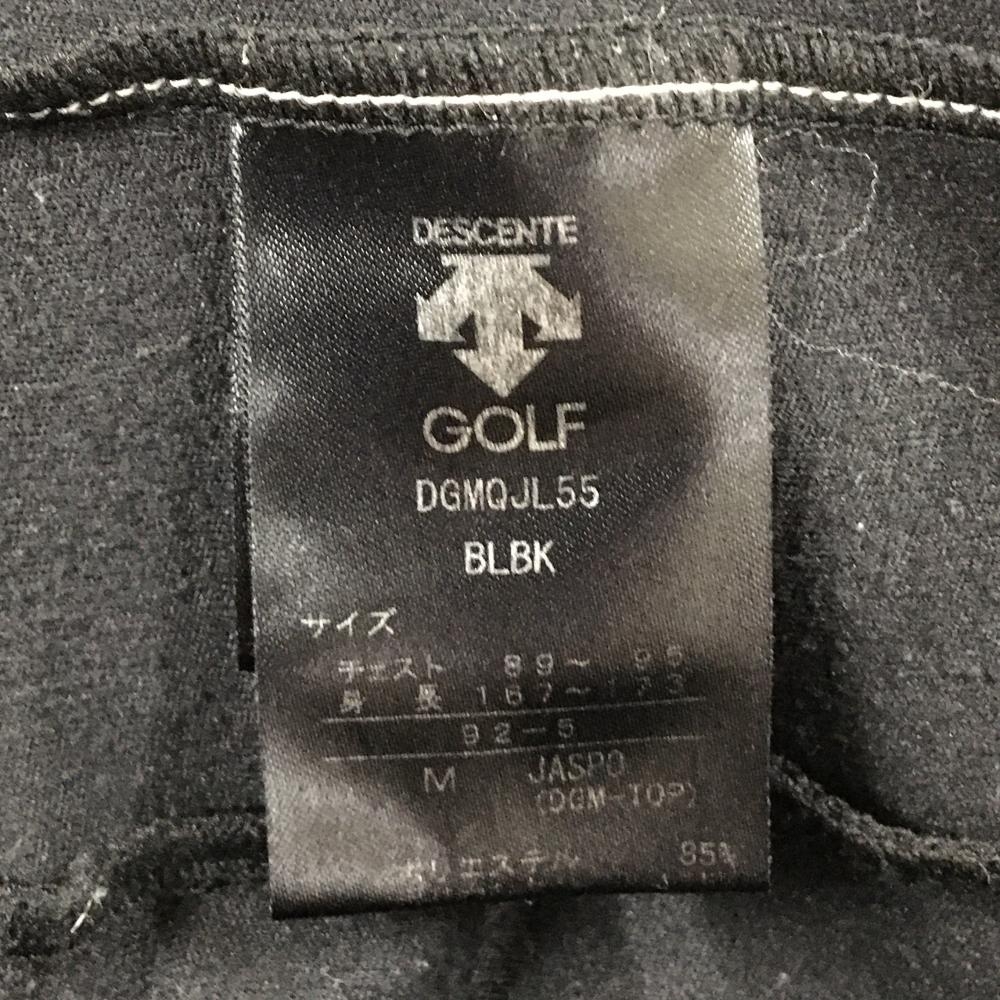 DESCENTE
GOLF
DGMQJL55
BLBK
サイズ
チェスト 89～ 95
身 長 167～173
92-5
M JASPO
(DGM-TOP)
ポリエステル 95%